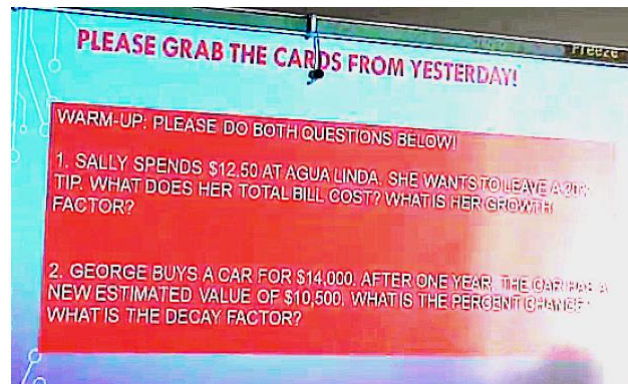 Freeze
PLEASE GRAB THE CARDS FROM YESTERDAY!
WARM-UP: PLEASE DO BOTH QUESTIONS BELOW!
1. SALLY SPENDS $12.50 AT AGUA LINDA. SHE WANTS TO LEAVE A
TIP. WHAT DOES HER TOTAL BILL COST? WHAT IS HER GROWTH
FACTOR?
2. GEORGE BUYS A CAR FOR $14,000. AFTER ONE YEAR, THE CAR HAS A
NEW ESTIMATED VALUE OF $10,500. WHAT IS THE PERCENT CHANGE?
WHAT IS THE DECAY FACTOR?